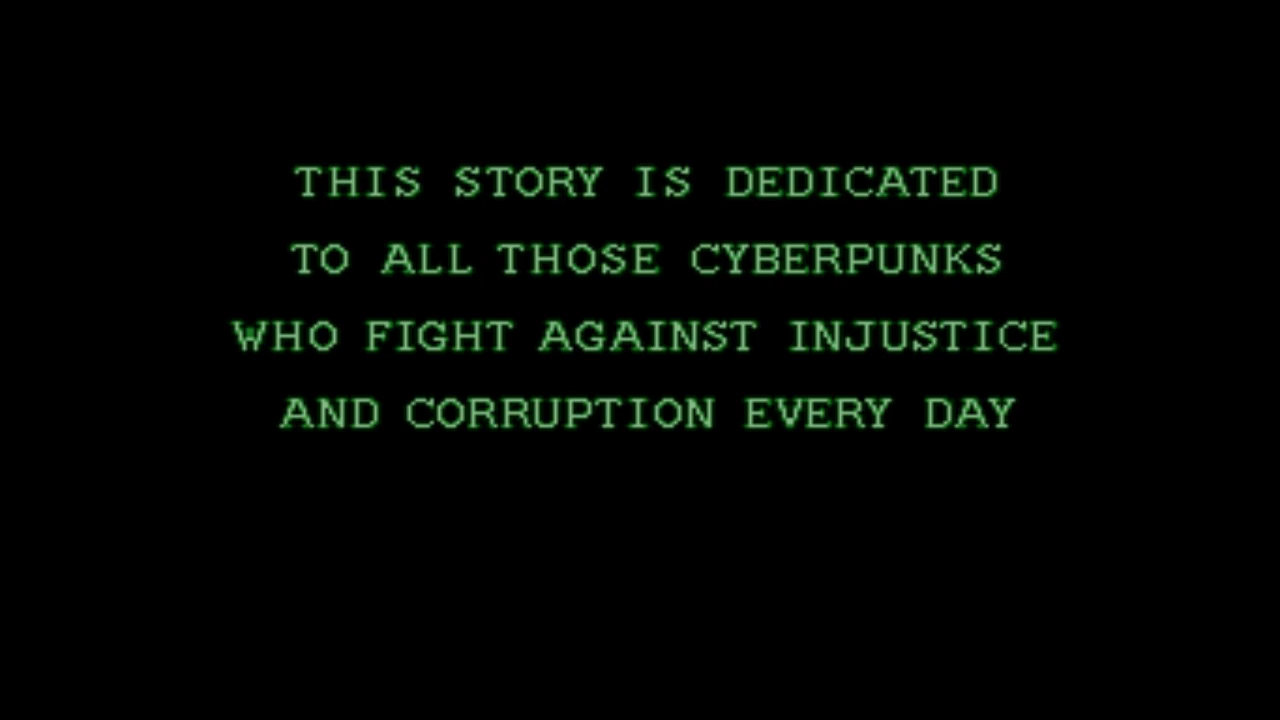 THIS STORY IS DEDICATED
TO ALL THOSE CYBERPUNKS
WHO FIGHT AGAINST INJUSTICE
AND CORRUPTION EVERY DAY